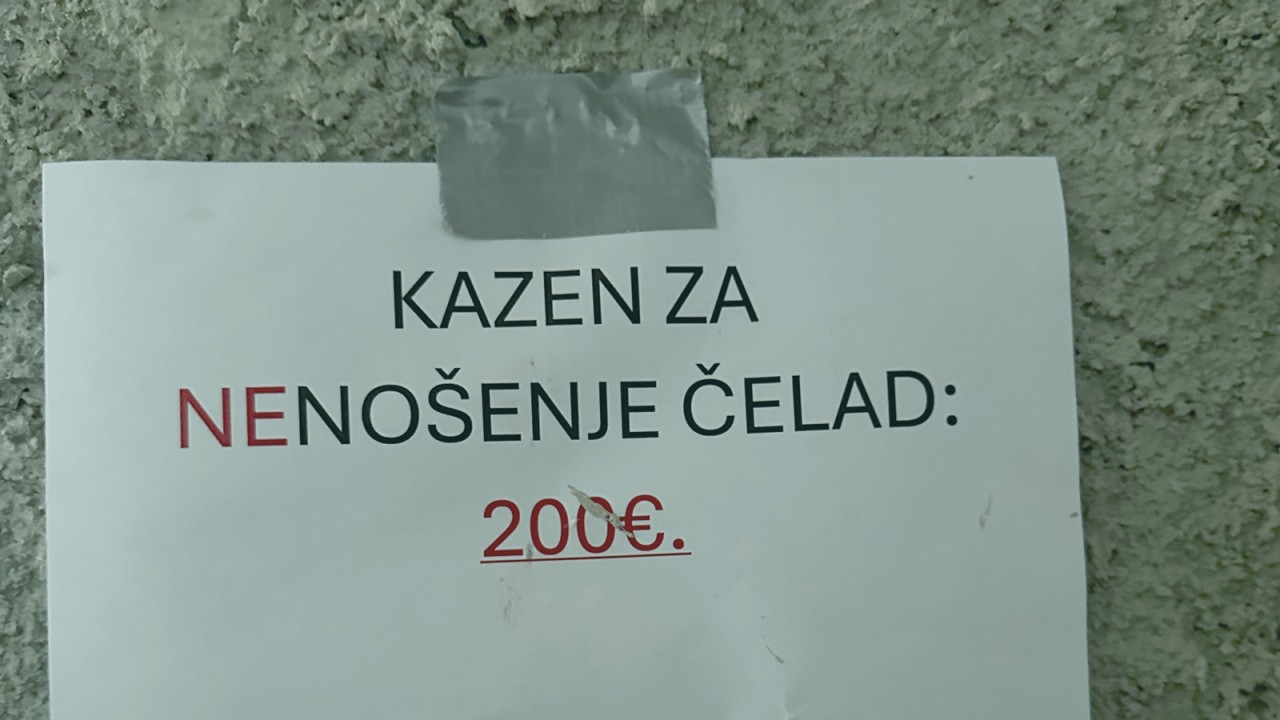 KAZEN ZA
NENOŠENJE ČELAD:
200€.